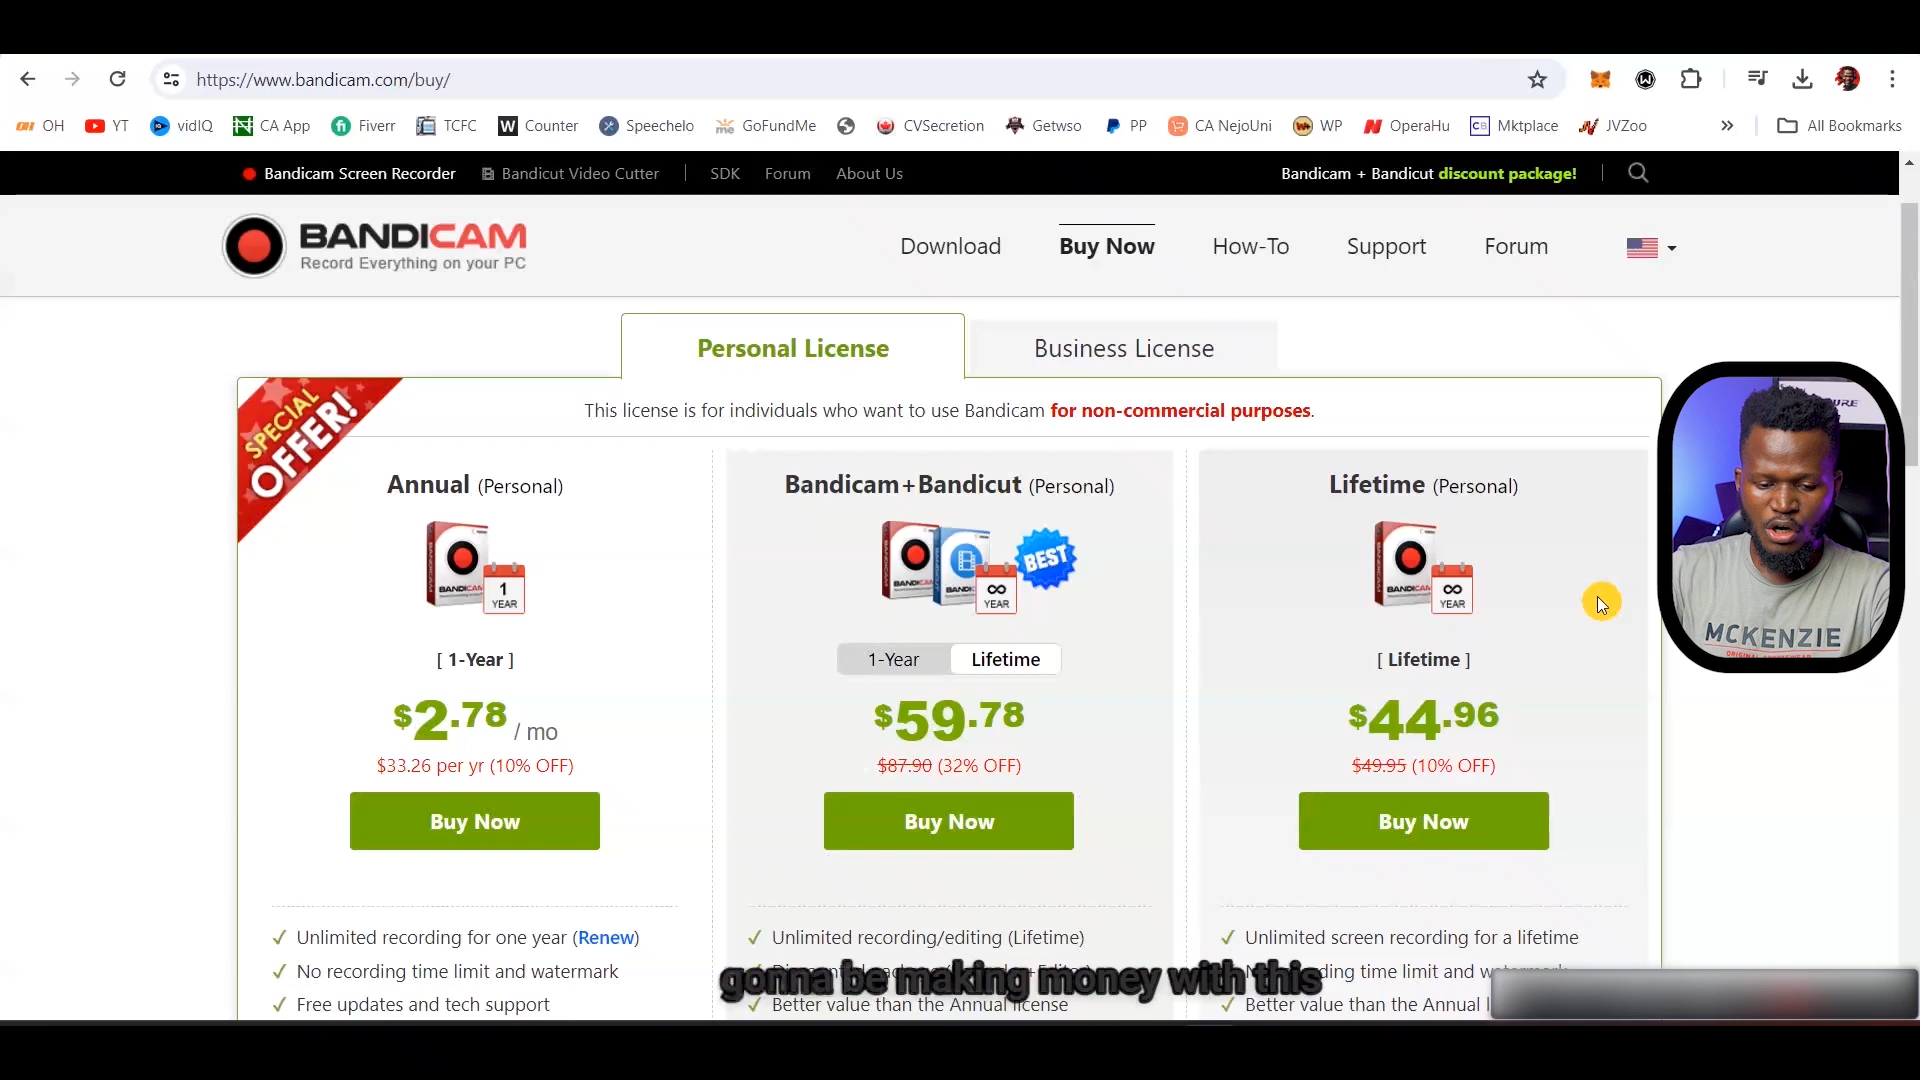 https://www.bandicam.com/buy/
OH YT vidIQ CA App Fiverr TCFC Counter Speechelo GoFundMe CVSecretion Getwso PP CA NejoUni WP OperaHu Mktplace JVZoo All Bookmarks
Bandicam Screen Recorder Bandicut Video Cutter SDK Forum About Us Bandicam + Bandicut discount package!
BANDICAM
Record Everything on your PC
Download Buy Now How-To Support Forum
Personal License Business License
SPECIAL OFFER!
This license is for individuals who want to use Bandicam for non-commercial purposes.
Annual (Personal) Bandicam+Bandicut (Personal) Lifetime (Personal)
BANDICAM 1 YEAR
∞ YEAR BEST
∞ YEAR
[ 1-Year ] 1-Year Lifetime [ Lifetime ]
$2.78 / mo $59.78 $44.96
$33.26 per yr (10% OFF) $87.90 (32% OFF) $49.95 (10% OFF)
Buy Now Buy Now Buy Now
✓ Unlimited recording for one year (Renew) ✓ Unlimited recording/editing (Lifetime) ✓ Unlimited screen recording for a lifetime
✓ No recording time limit and watermark
✓ Free updates and tech support ✓ Better value than the Annual license ✓ Better value than the Annual
gonna be making money with this
MCKENZIE
ORIGINAL SPORTSWEAR